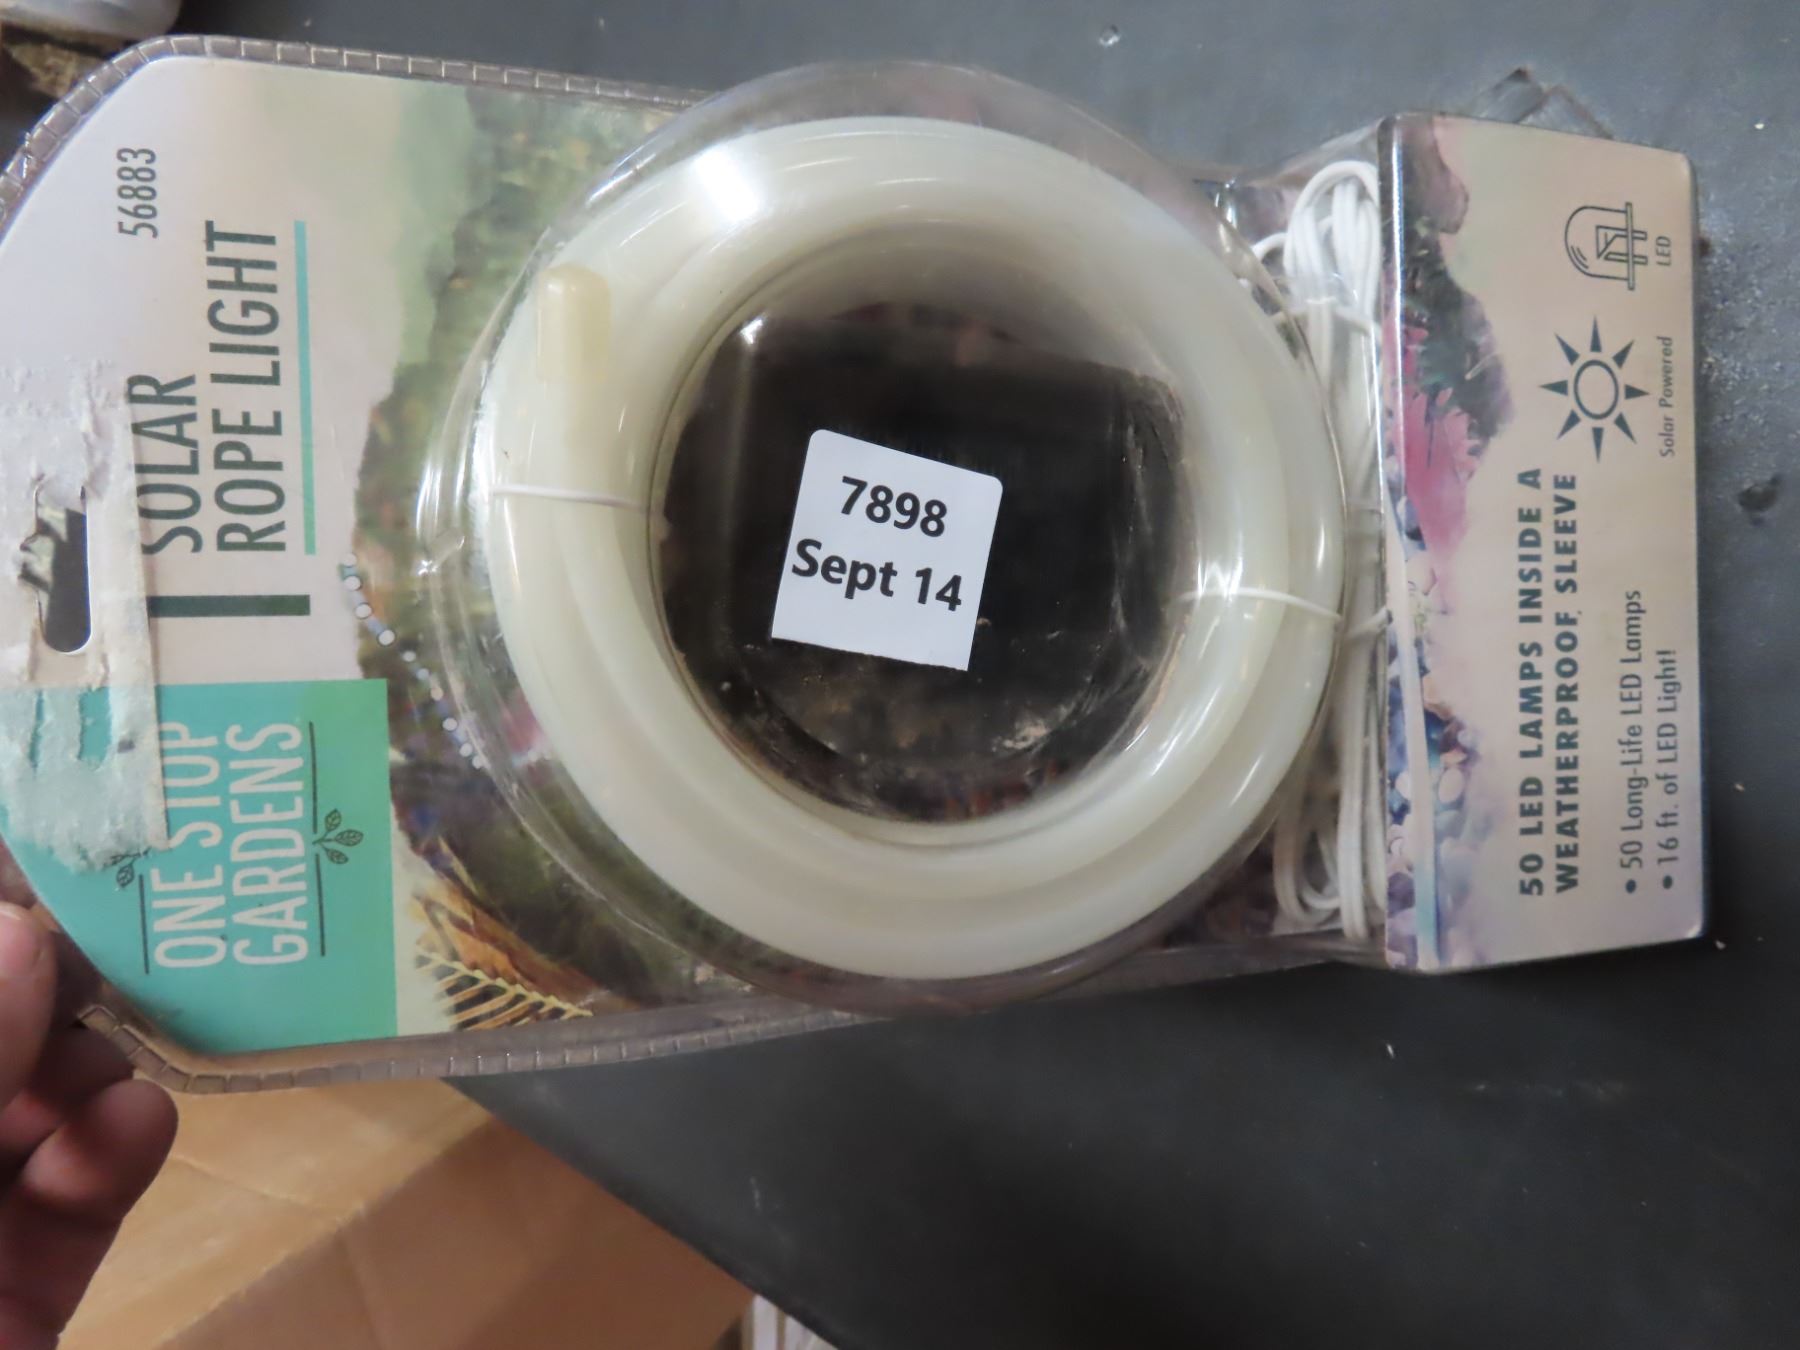 56883
SOLAR
ROPE LIGHT
ONE STOP
GARDENS
7898
Sept 14
50 LED LAMPS INSIDE A
WEATHERPROOF SLEEVE
• 50 Long-Life LED Lamps
• 16 ft. of LED Light!
Solar Powered
LED